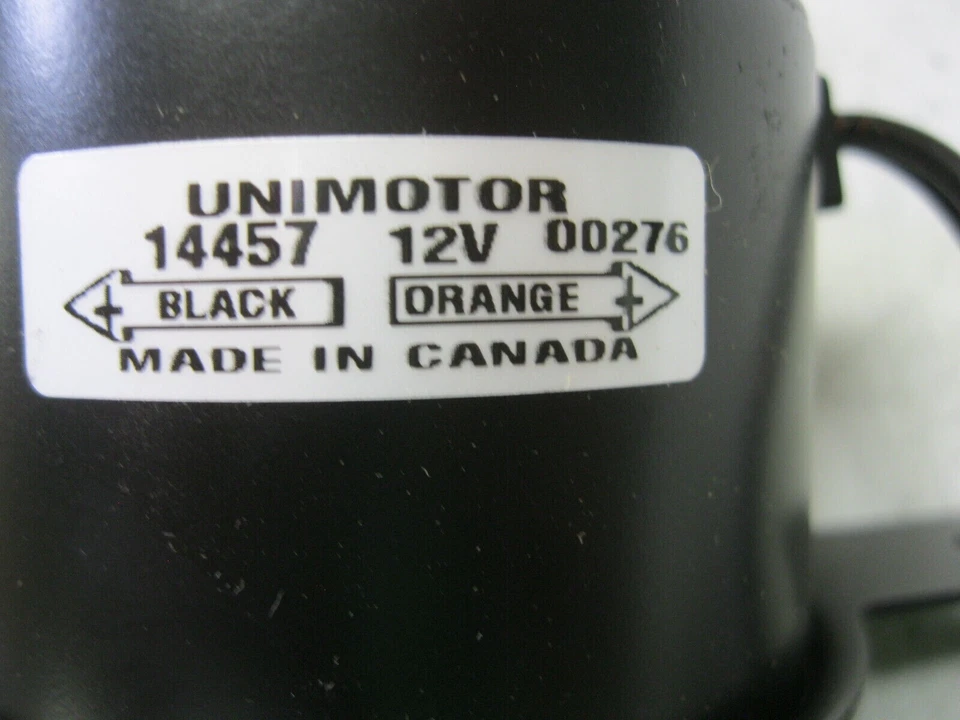 UNIMOTOR
14457 12V 00276
+ BLACK ORANGE +
MADE IN CANADA